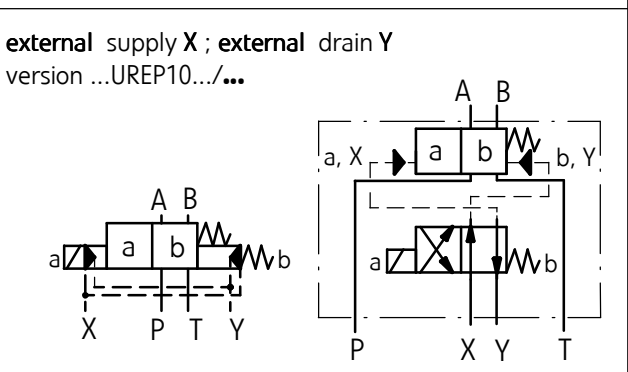 external supply X ; external drain Y
version ...UREP10.../...
A B
a, X a b b, Y
A B
a a b b
a b
X P T Y
P X Y T